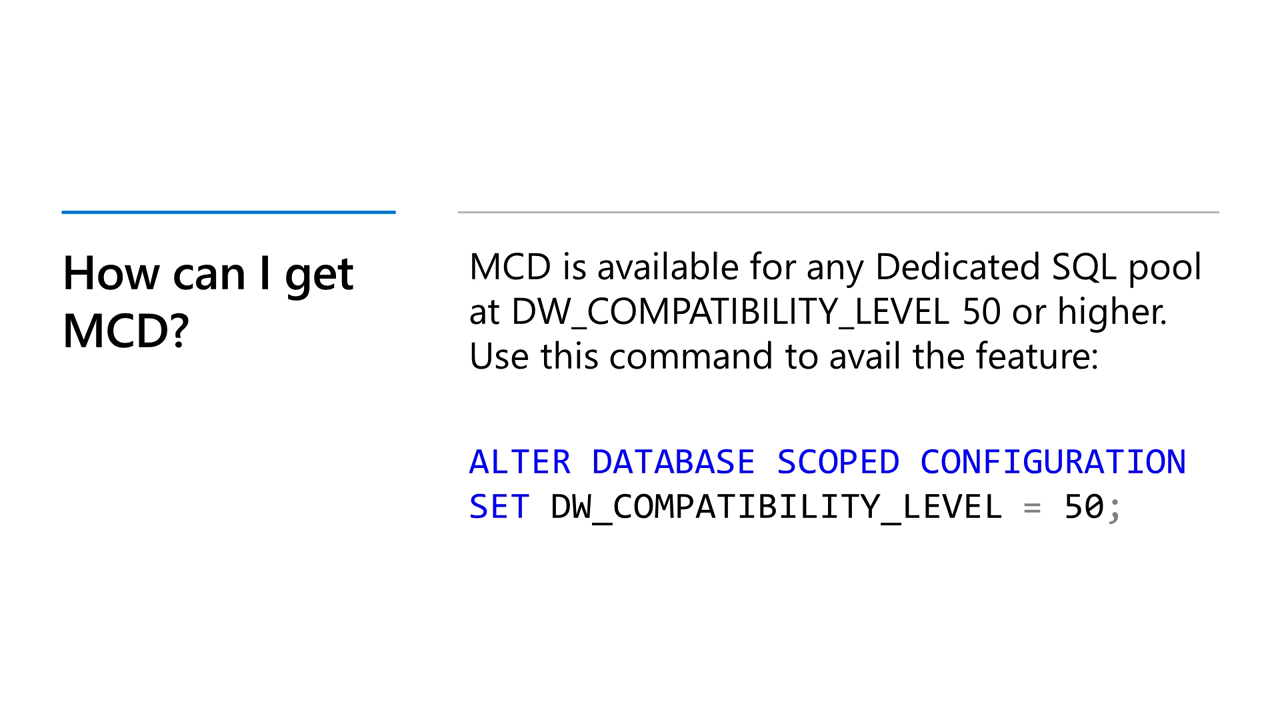 How can I get
MCD?
MCD is available for any Dedicated SQL pool
at DW_COMPATIBILITY_LEVEL 50 or higher.
Use this command to avail the feature:
ALTER DATABASE SCOPED CONFIGURATION
SET DW_COMPATIBILITY_LEVEL = 50;